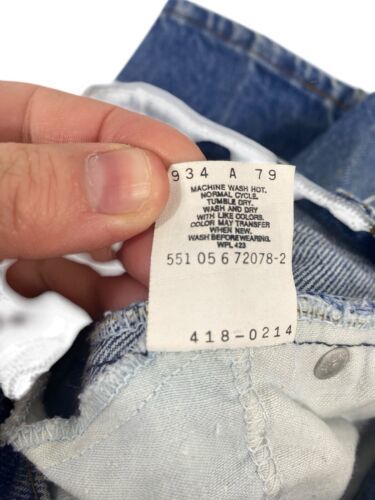 934 A 79
MACHINE WASH HOT.
NORMAL CYCLE.
TUMBLE DRY.
WASH AND DRY
WITH LIKE COLORS.
COLOR MAY TRANSFER
WHEN NEW.
WASH BEFORE WEARING.
WPL 423
551 05 6 72078-2
418-0214